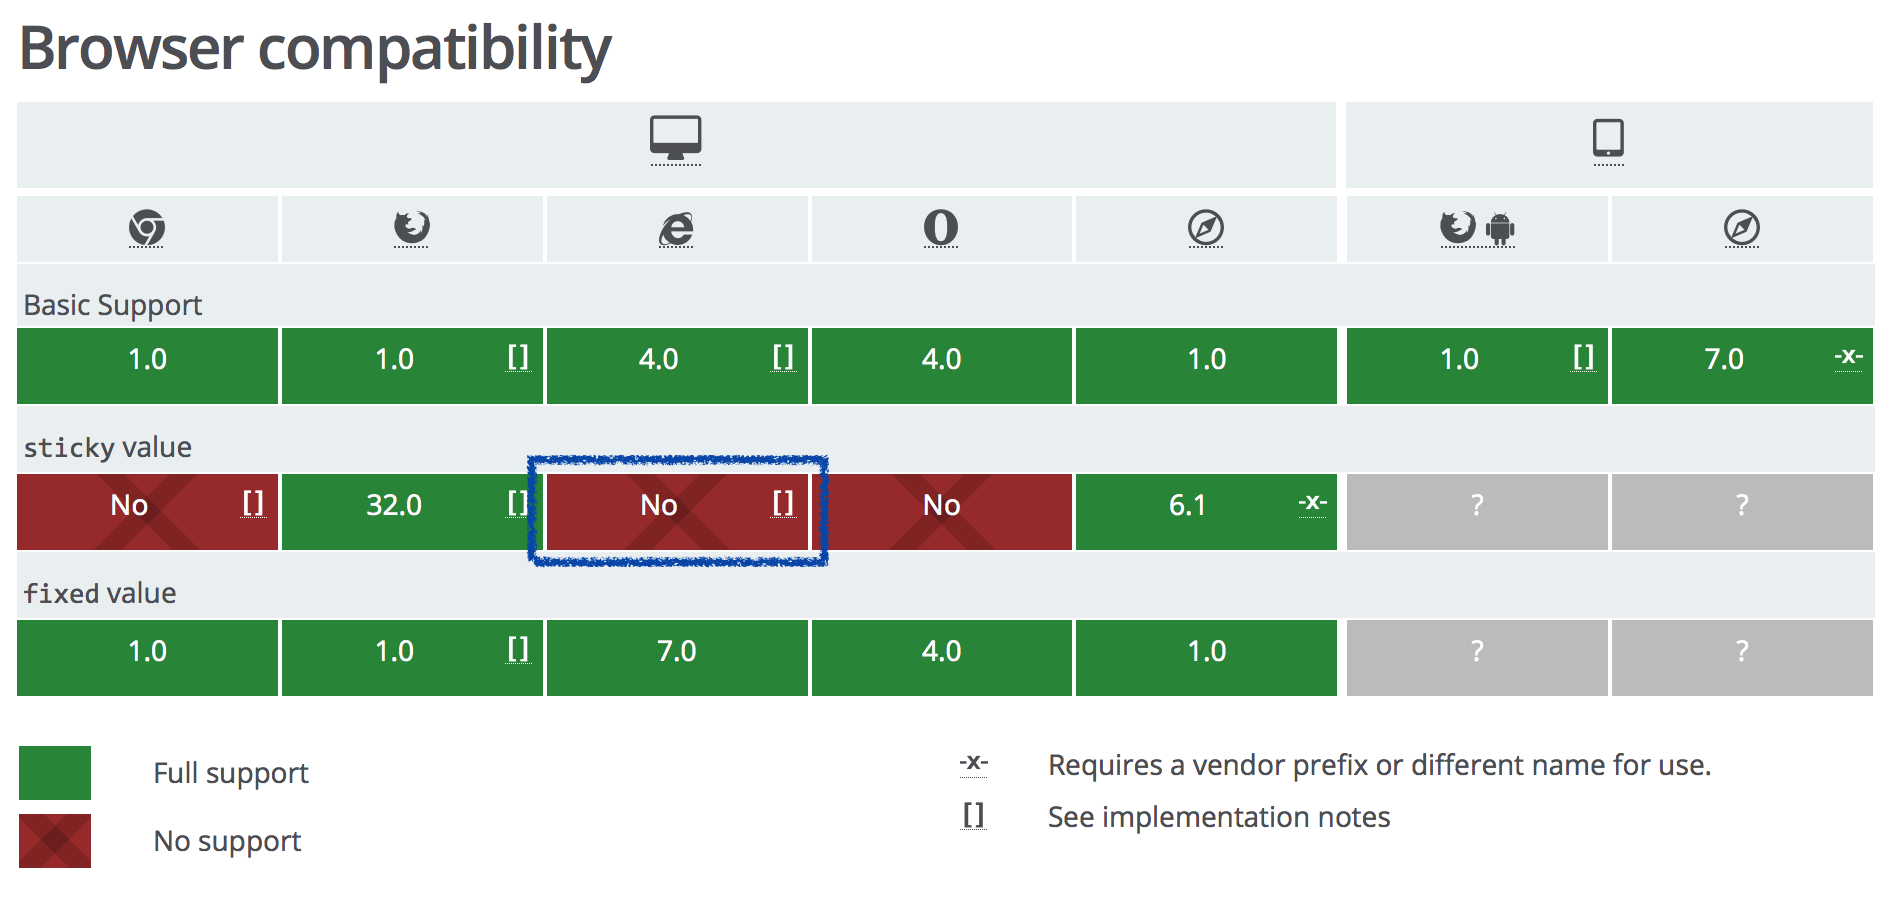 Browser compatibility
Basic Support
1.0 1.0 [] 4.0 [] 4.0 1.0 1.0 [] 7.0 -x-
sticky value
No [] 32.0 [] No [] No 6.1 -x- ? ?
fixed value
1.0 1.0 [] 7.0 4.0 1.0 ? ?
Full support
No support
-x- Requires a vendor prefix or different name for use.
[] See implementation notes